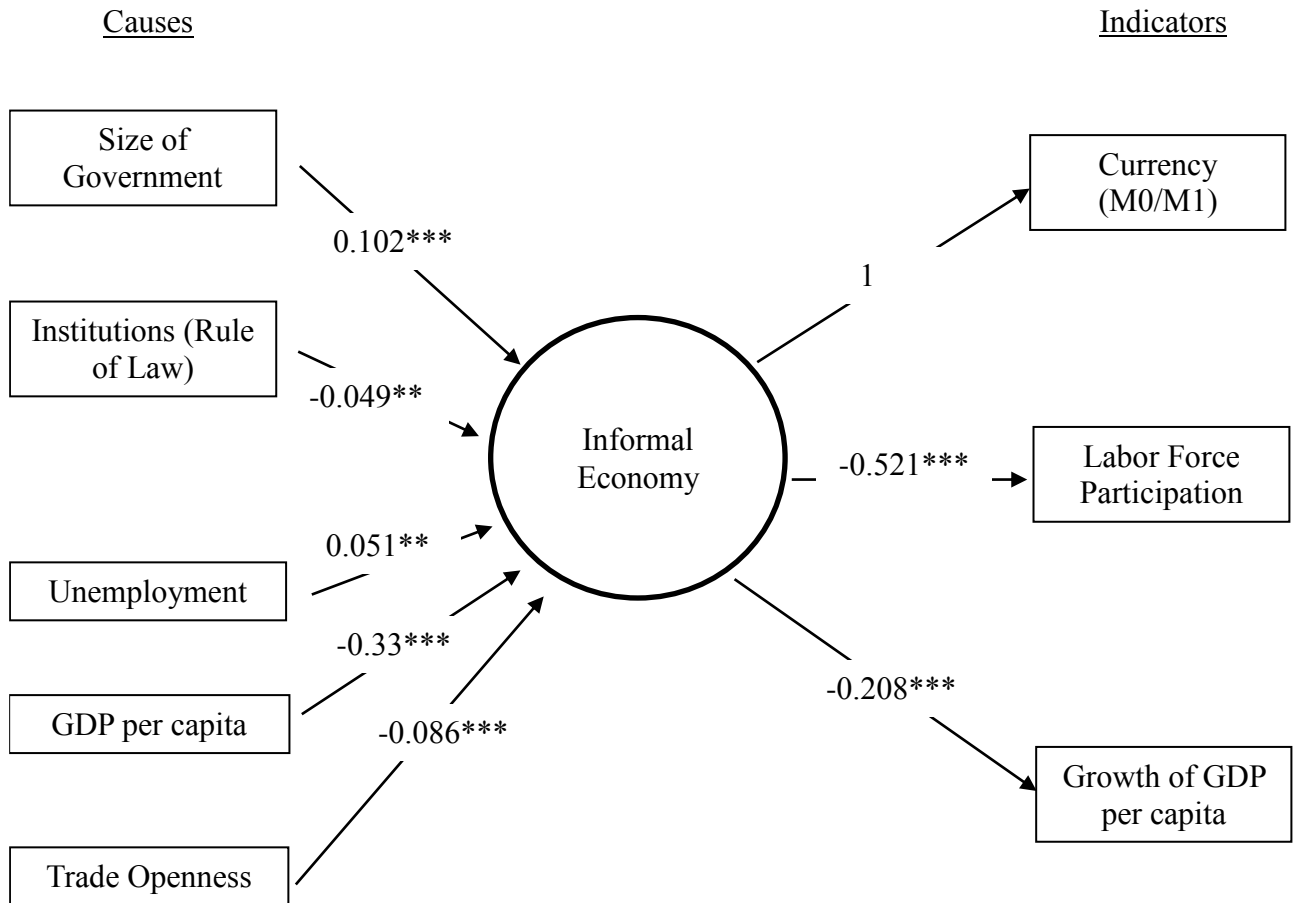 Causes
Indicators
Size of
Government
0.102***
Institutions (Rule
of Law)
-0.049**
Unemployment
0.051**
GDP per capita
-0.33***
Trade Openness
-0.086***
Informal
Economy
1
Currency
(M0/M1)
-0.521***
Labor Force
Participation
-0.208***
Growth of GDP
per capita